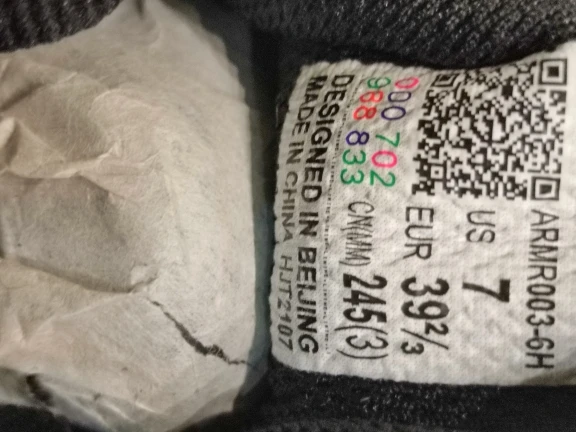 ARMR003-6H
US 7
EUR 39²/₃
000 702
988 833
CN(MM) 245(3)
DESIGNED IN BEIJING
MADE IN CHINA HJT2107